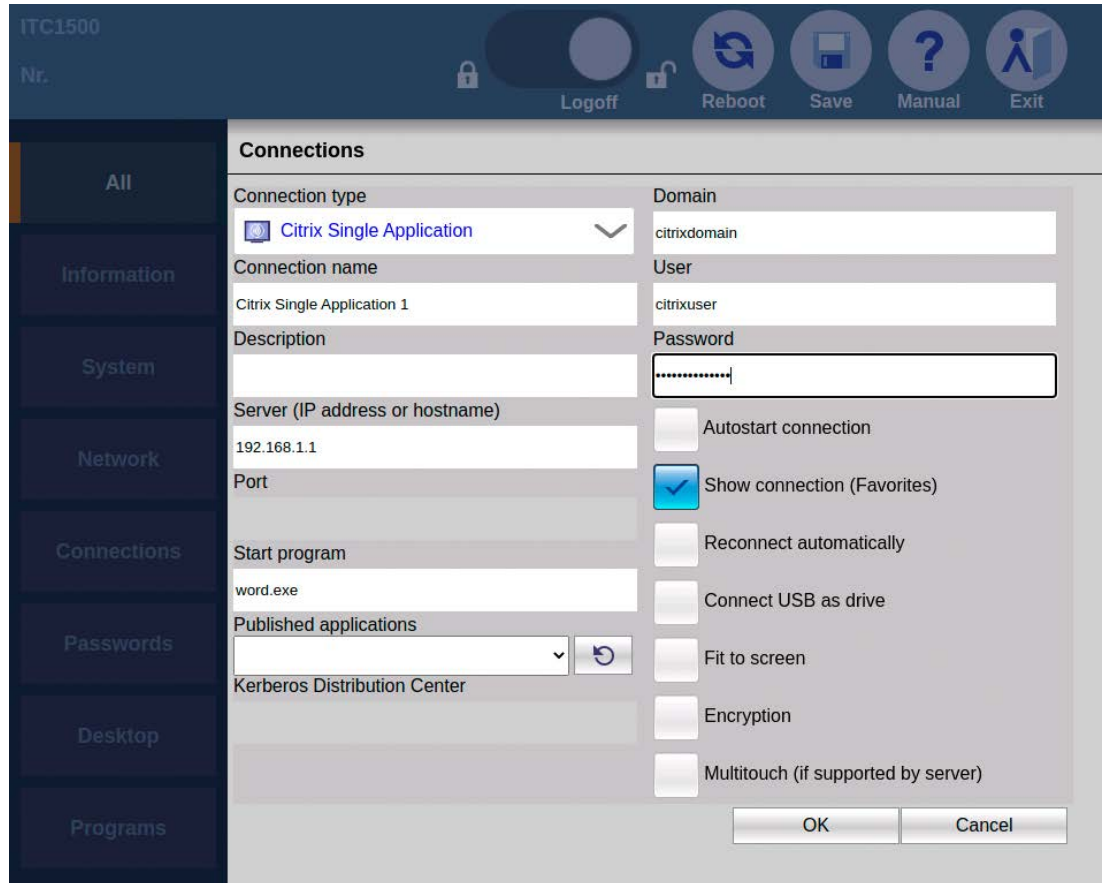 ITC1500
Nr.
Logoff
Reboot
Save
Manual
Exit
All
Information
System
Network
Connections
Passwords
Desktop
Programs
Connections
Connection type
Citrix Single Application
Connection name
Citrix Single Application 1
Description
Server (IP address or hostname)
192.168.1.1
Port
Start program
word.exe
Published applications
Kerberos Distribution Center
Domain
citrixdomain
User
citrixuser
Password
••••••••••••••
Autostart connection
Show connection (Favorites)
Reconnect automatically
Connect USB as drive
Fit to screen
Encryption
Multitouch (if supported by server)
OK
Cancel